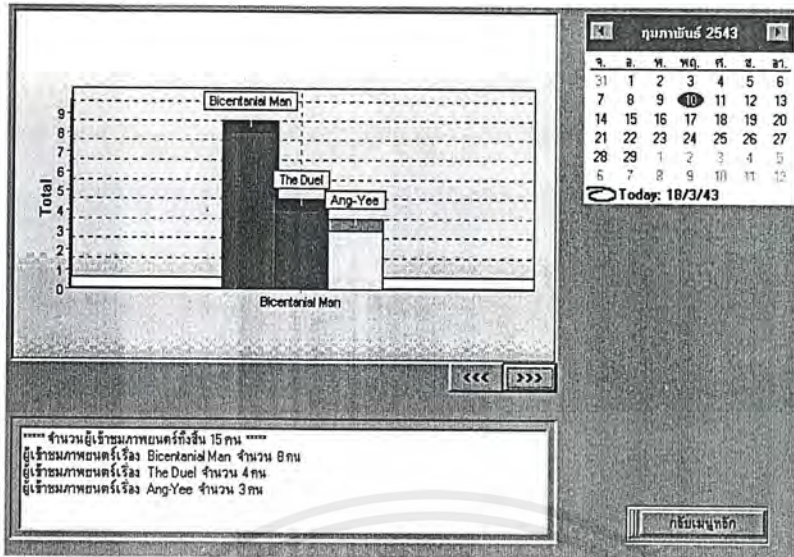 Bicentanial Man
The Duel
Ang-Yee
9
8
7
6
5
4
3
2
1
0
Total
Bicentanial Man
<<< >>>
กุมภาพันธ์ 2543
จ. อ. พ. พฤ. ศ. ส. อา.
31 1 2 3 4 5 6
7 8 9 10 11 12 13
14 15 16 17 18 19 20
21 22 23 24 25 26 27
28 29 1 2 3 4 5
6 7 8 9 10 11 12
Today: 18/3/43
***** จำนวนผู้เข้าชมภาพยนตร์ทั้งสิ้น 15 คน *****
ผู้เข้าชมภาพยนตร์เรื่อง Bicentanial Man จำนวน 8 คน
ผู้เข้าชมภาพยนตร์เรื่อง The Duel จำนวน 4 คน
ผู้เข้าชมภาพยนตร์เรื่อง Ang-Yee จำนวน 3 คน
กลับเมนูหลัก